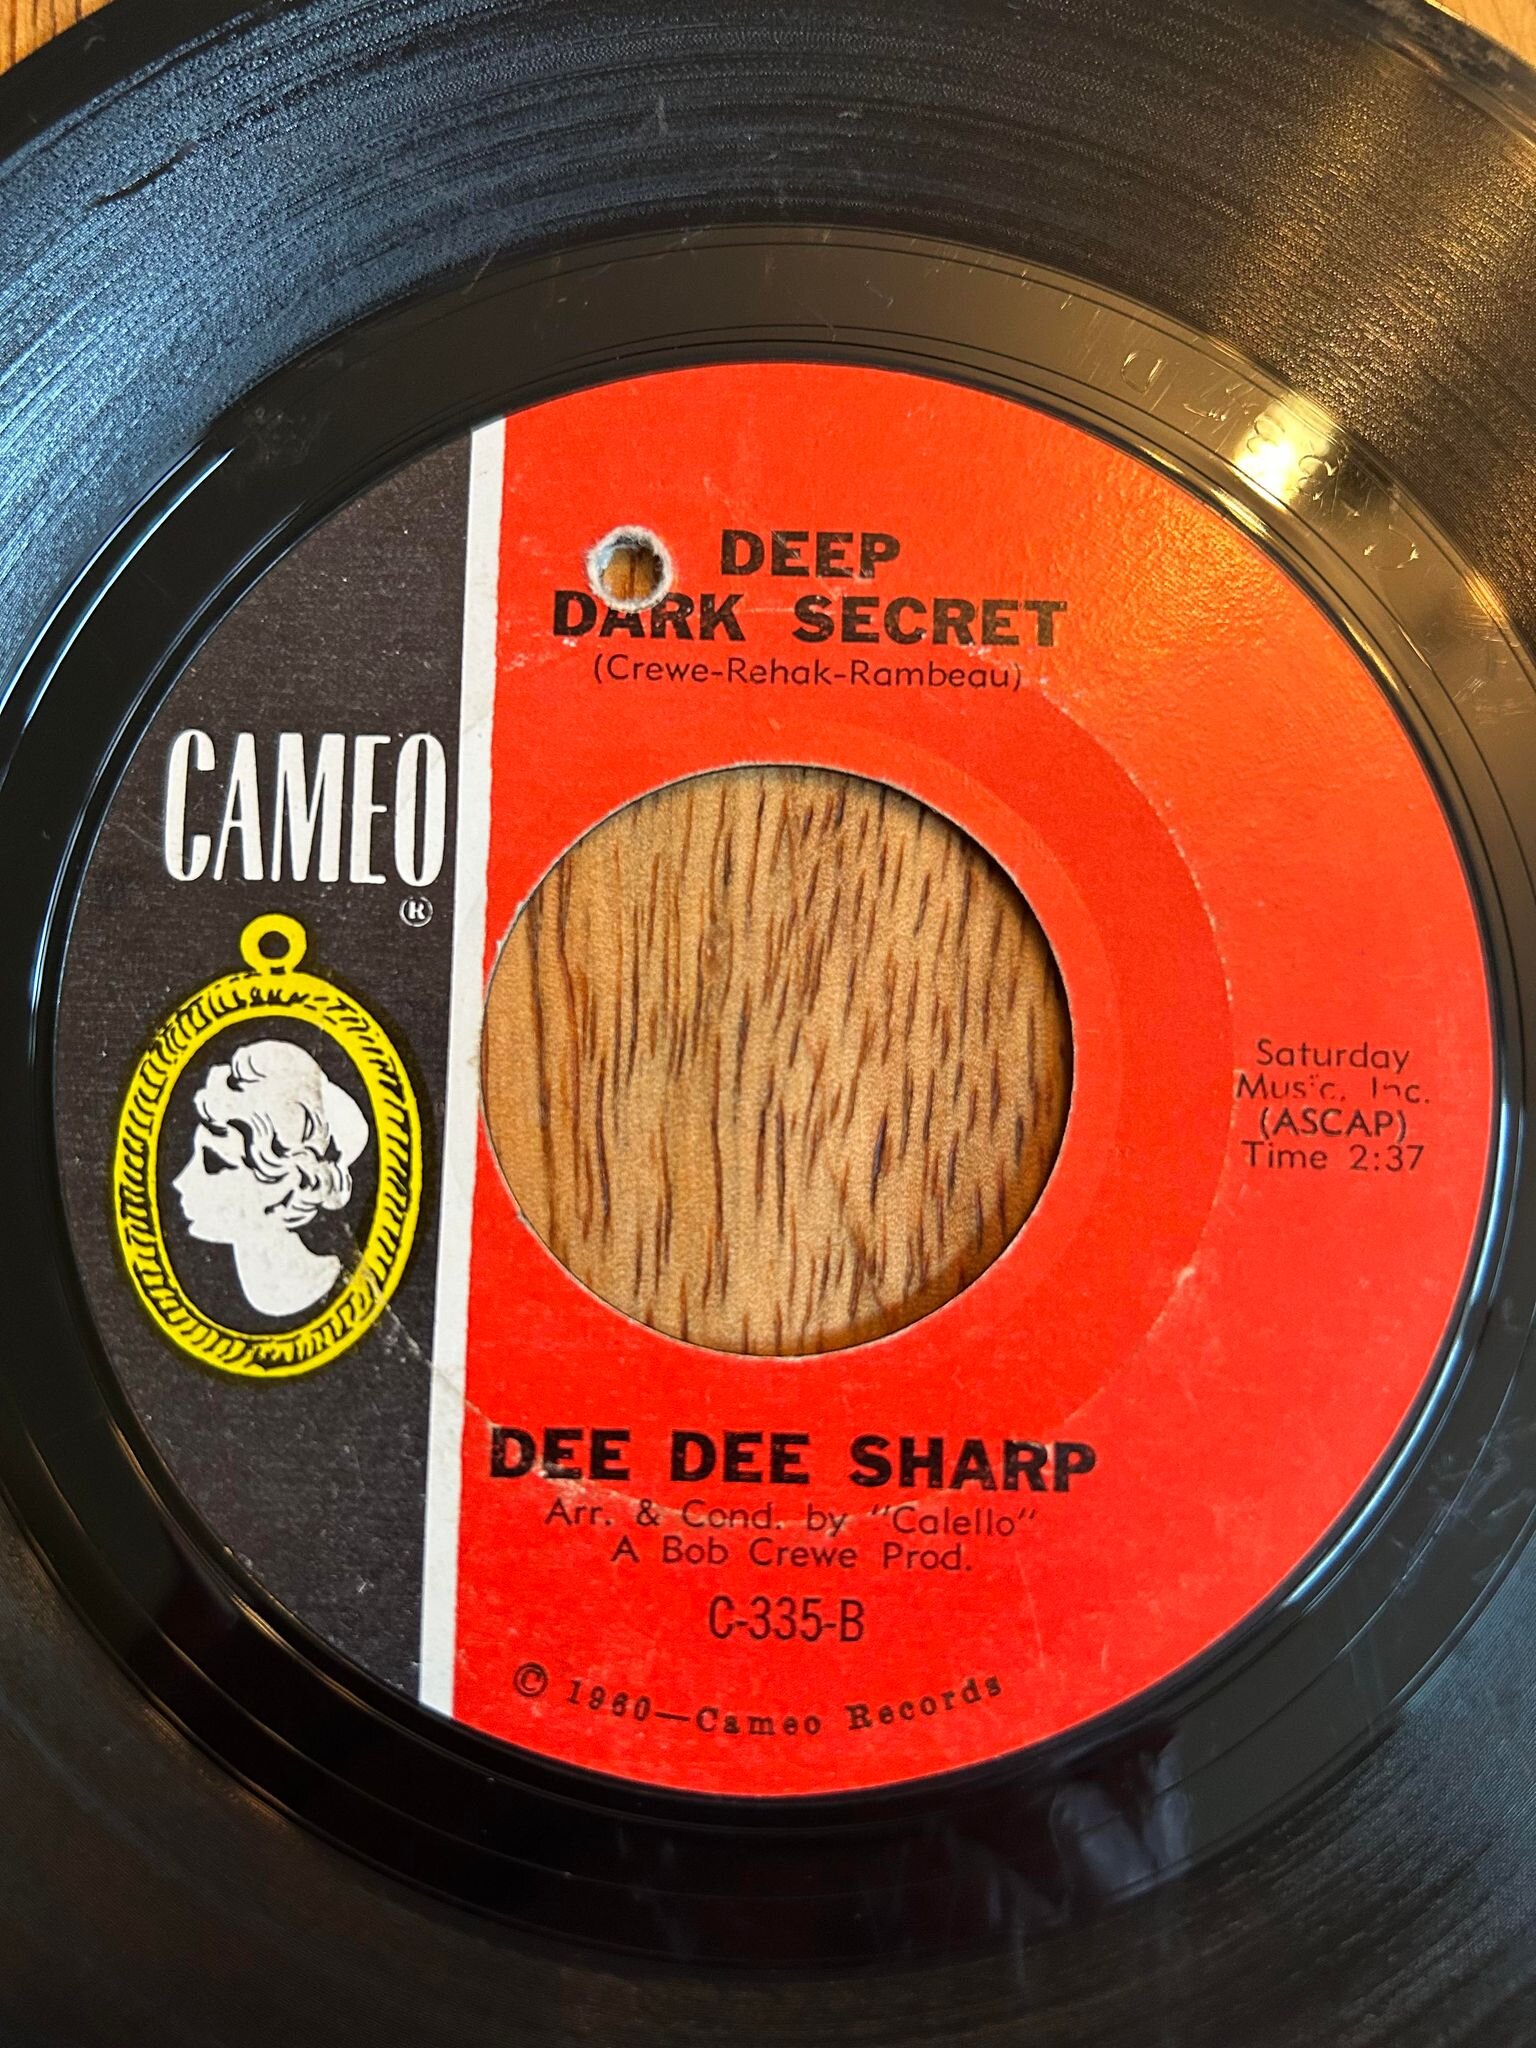 DEEP
DARK SECRET
(Crewe-Rehak-Rambeau)
CAMEO
®
Saturday
Music, Inc.
(ASCAP)
Time 2:37
DEE DEE SHARP
Arr. & Cond. by "Calello"
A Bob Crewe Prod.
C-335-B
© 1960—Cameo Records